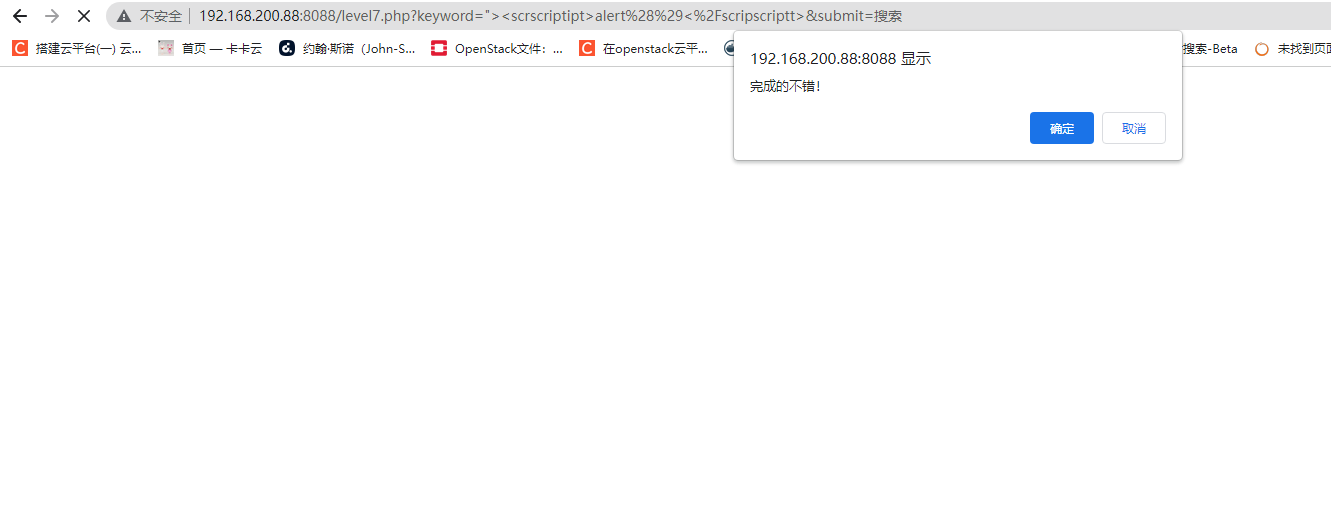 不安全 192.168.200.88:8088/level7.php?keyword="><scrscriptipt>alert%28%29<%2Fscripscriptt>&submit=搜索
搭建云平台(一) 云... 首页 — 卡卡云 约翰·斯诺（John-S... OpenStack文件：... 在openstack云平... 搜索-Beta 未找到页面
192.168.200.88:8088 显示
完成的不错！
确定 取消